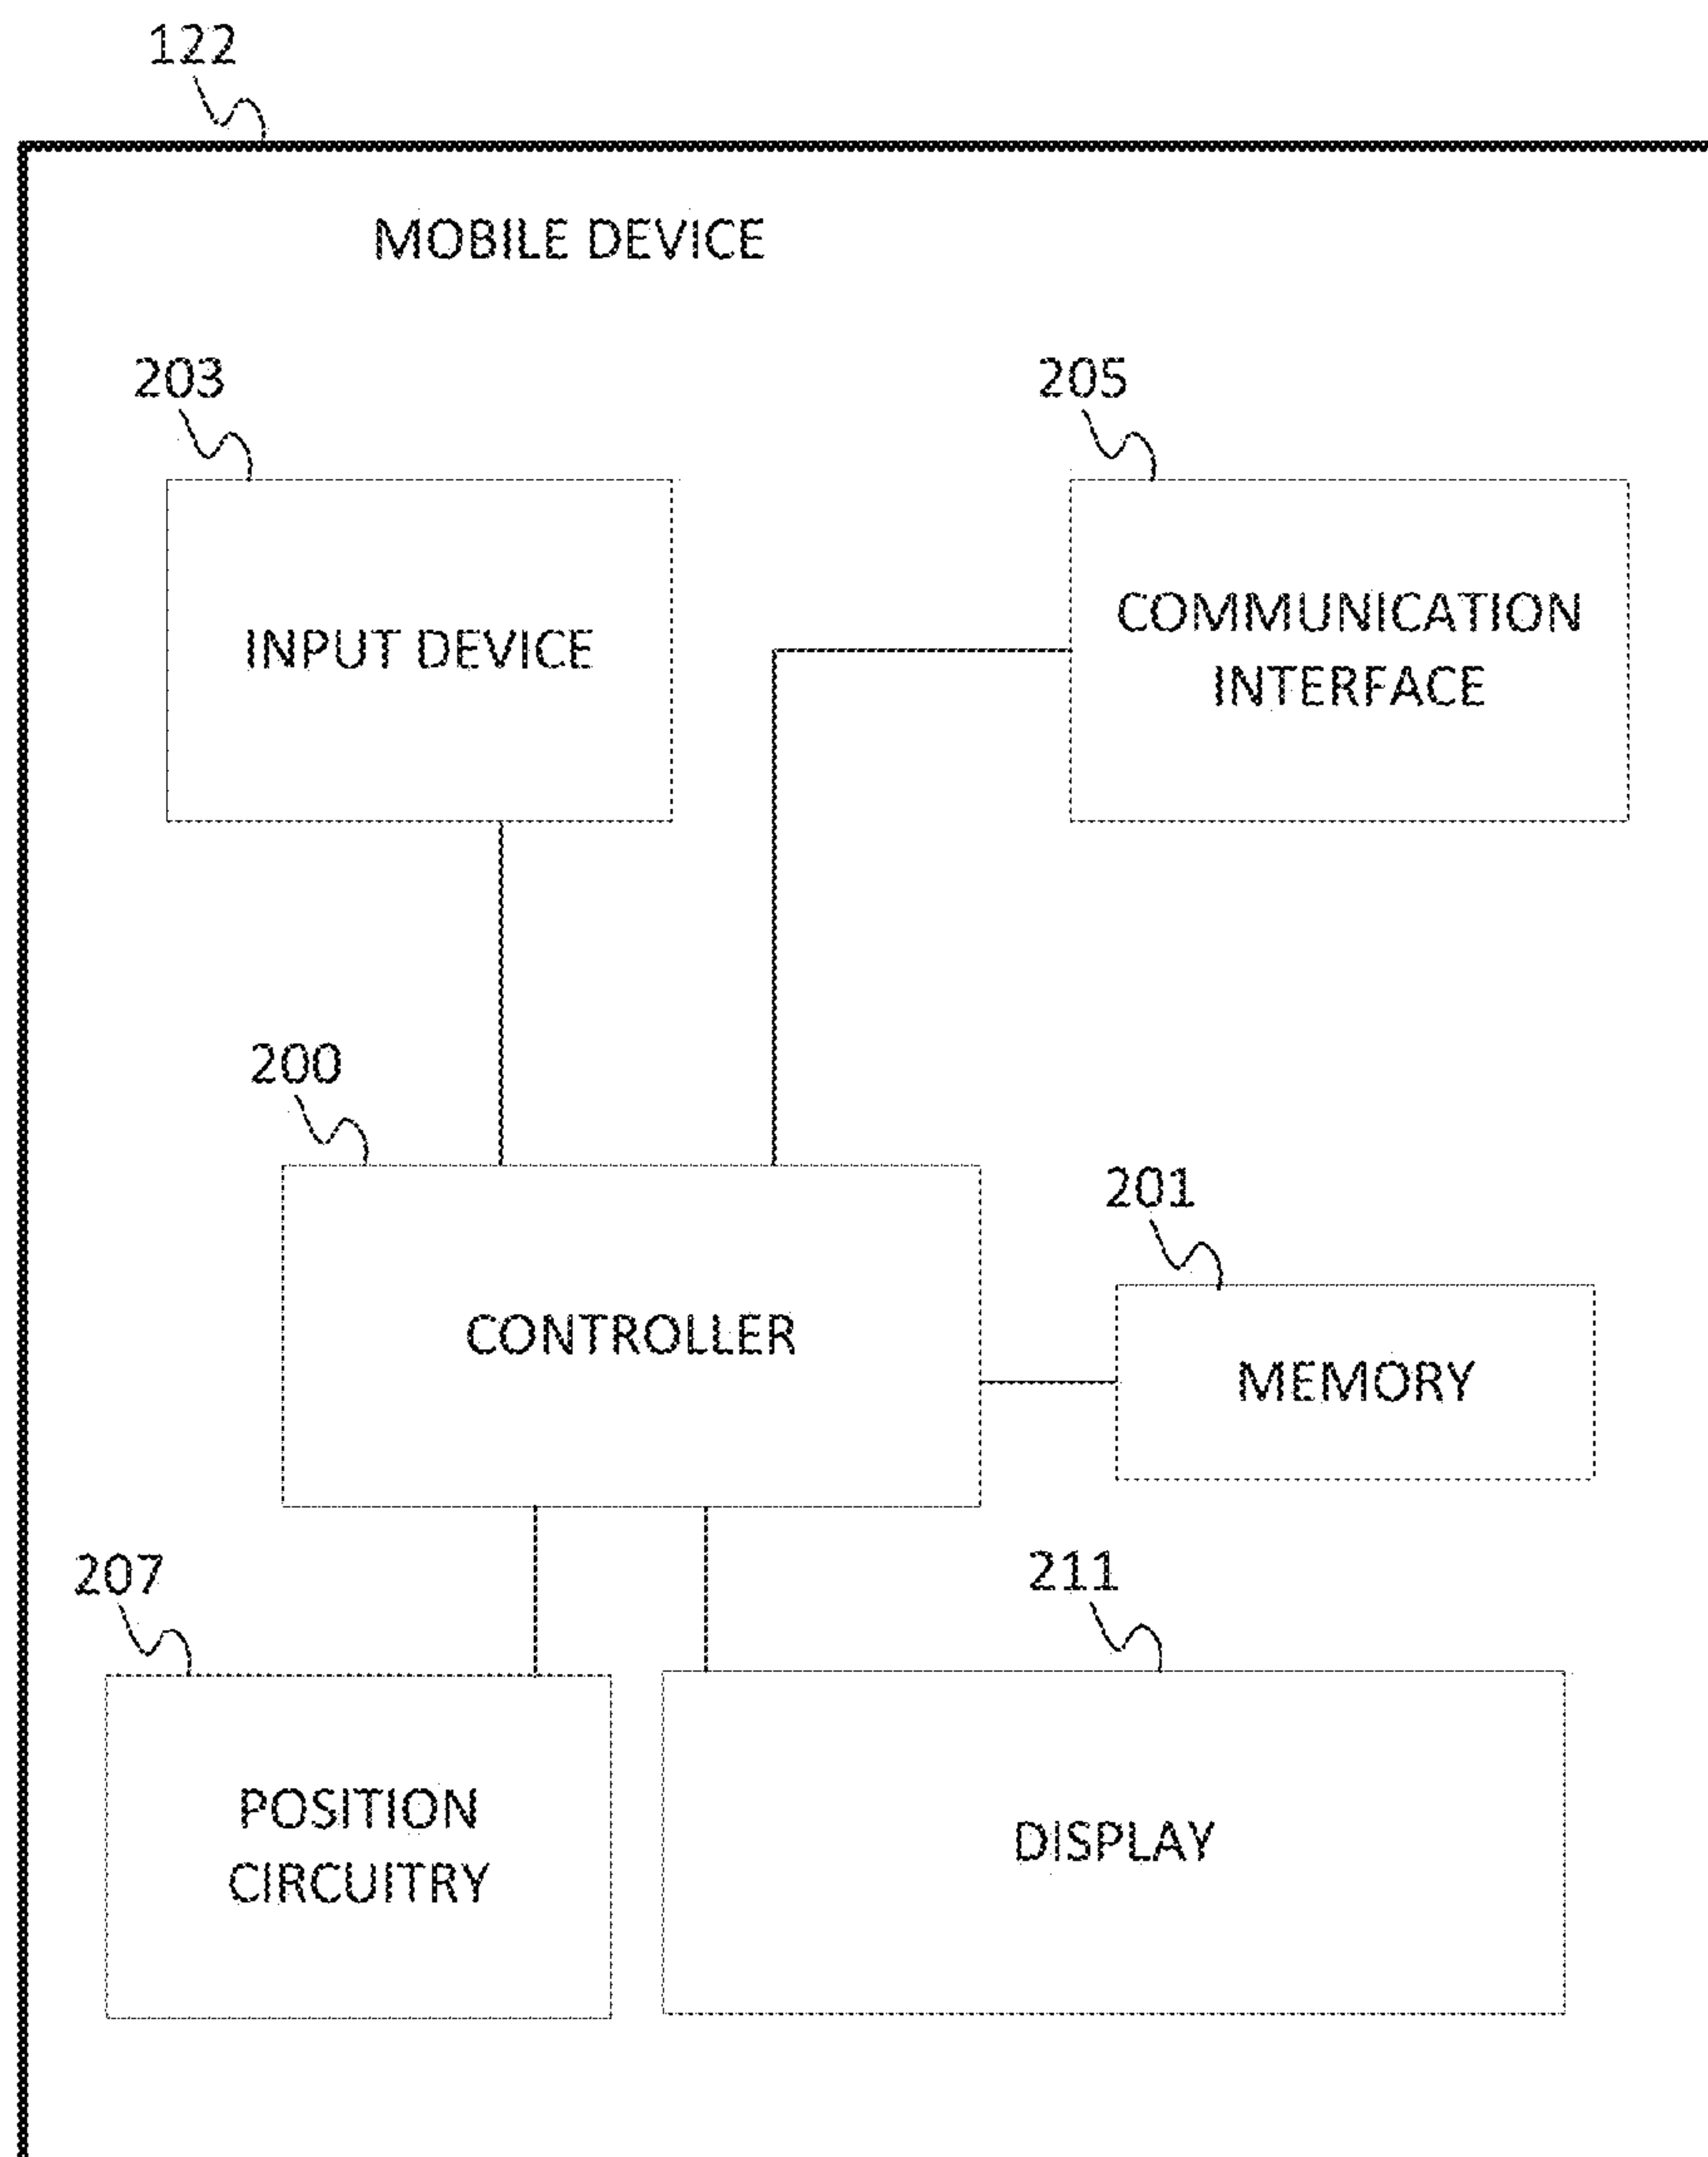 122
MOBILE DEVICE
203
205
INPUT DEVICE
COMMUNICATION
INTERFACE
200
201
CONTROLLER
MEMORY
207
211
POSITION
CIRCUITRY
DISPLAY